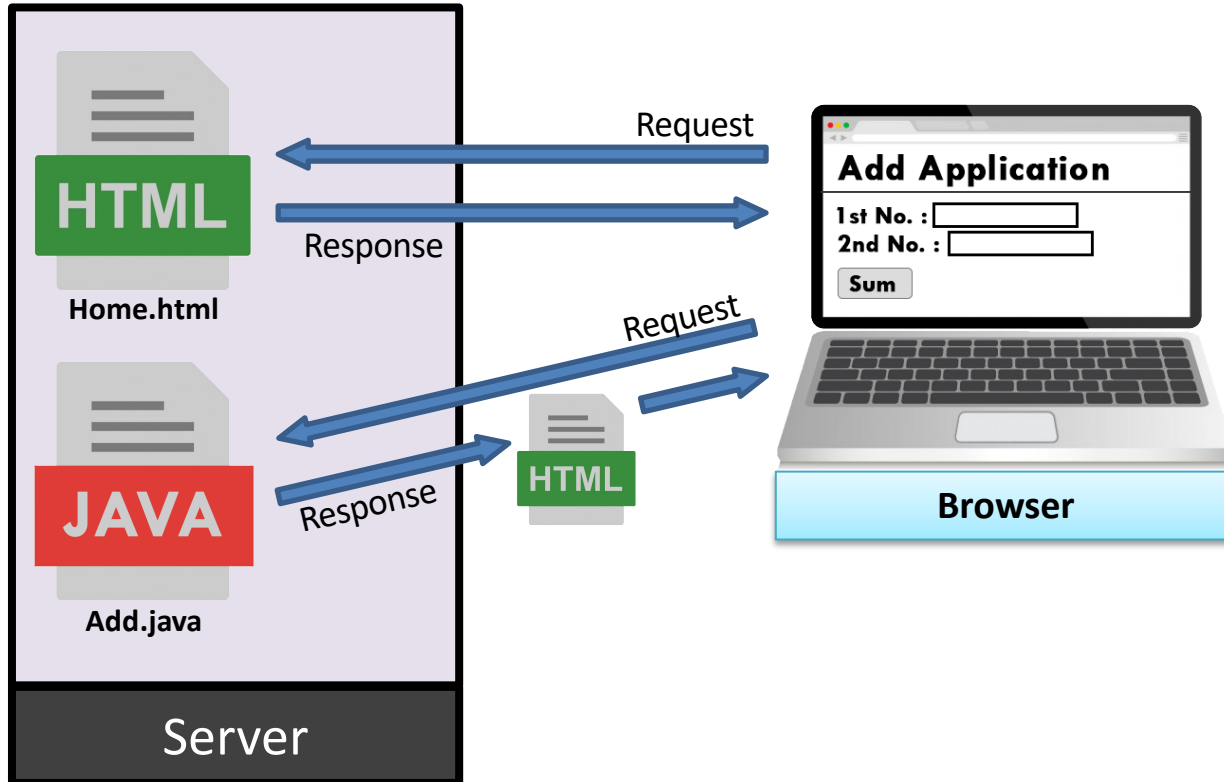 HTML
Home.html
JAVA
Add.java
Server
Request
Response
Request
Response
HTML
Add Application
1st No. :
2nd No. :
Sum
Browser